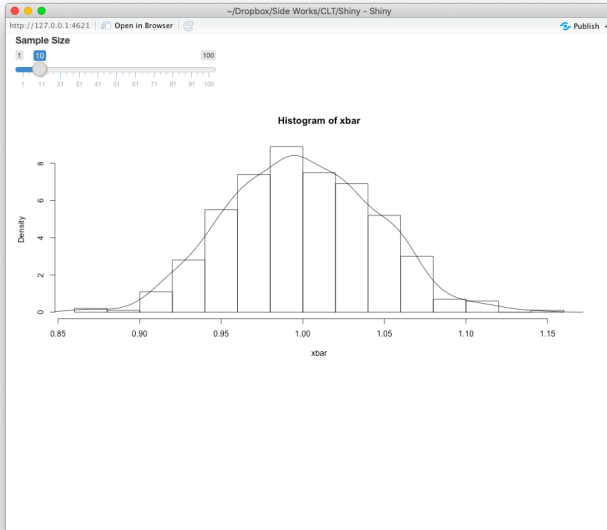 ~/Dropbox/Side Works/CLT/Shiny - Shiny
http://127.0.0.1:4621 Open in Browser Publish
Sample Size
1 10 100
1 11 21 31 41 51 61 71 81 91 100
Histogram of xbar
Density
0 2 4 6 8
0.85 0.90 0.95 1.00 1.05 1.10 1.15
xbar